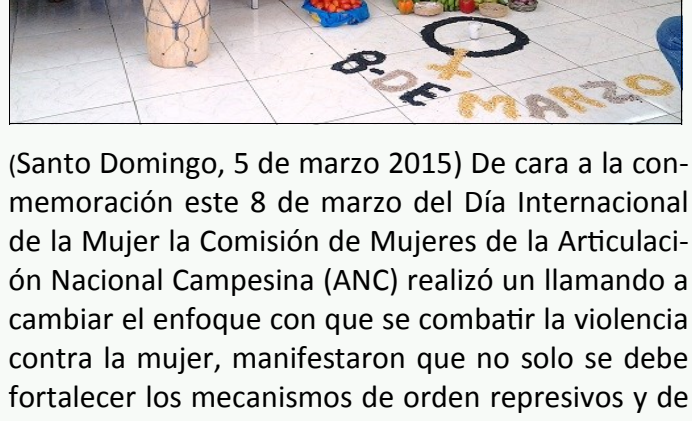 8-DE MARZO
(Santo Domingo, 5 de marzo 2015) De cara a la con-
memoración este 8 de marzo del Día Internacional
de la Mujer la Comisión de Mujeres de la Articulaci-
ón Nacional Campesina (ANC) realizó un llamando a
cambiar el enfoque con que se combatir la violencia
contra la mujer, manifestaron que no solo se debe
fortalecer los mecanismos de orden represivos y de